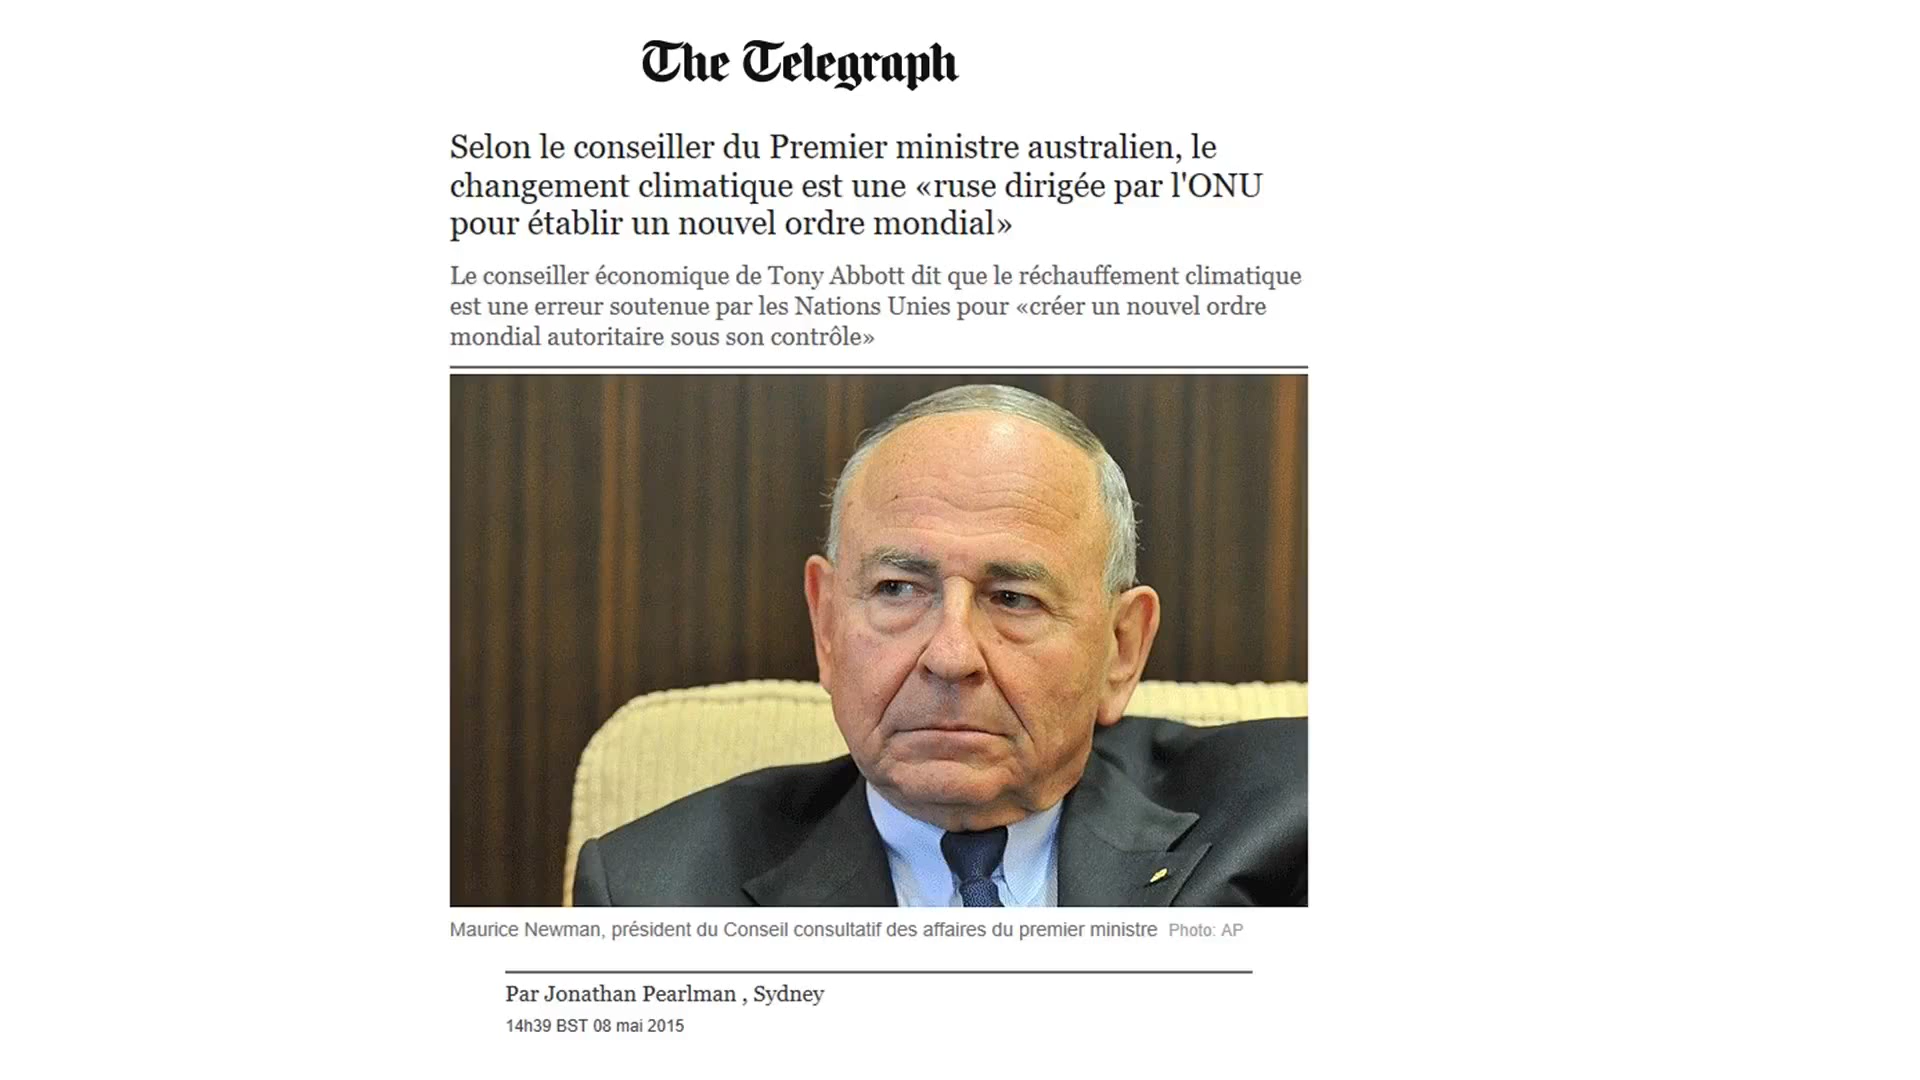 The Telegraph
Selon le conseiller du Premier ministre australien, le
changement climatique est une «ruse dirigée par l'ONU
pour établir un nouvel ordre mondial»
Le conseiller économique de Tony Abbott dit que le réchauffement climatique
est une erreur soutenue par les Nations Unies pour «créer un nouvel ordre
mondial autoritaire sous son contrôle»
Maurice Newman, président du Conseil consultatif des affaires du premier ministre Photo: AP
Par Jonathan Pearlman , Sydney
14h39 BST 08 mai 2015